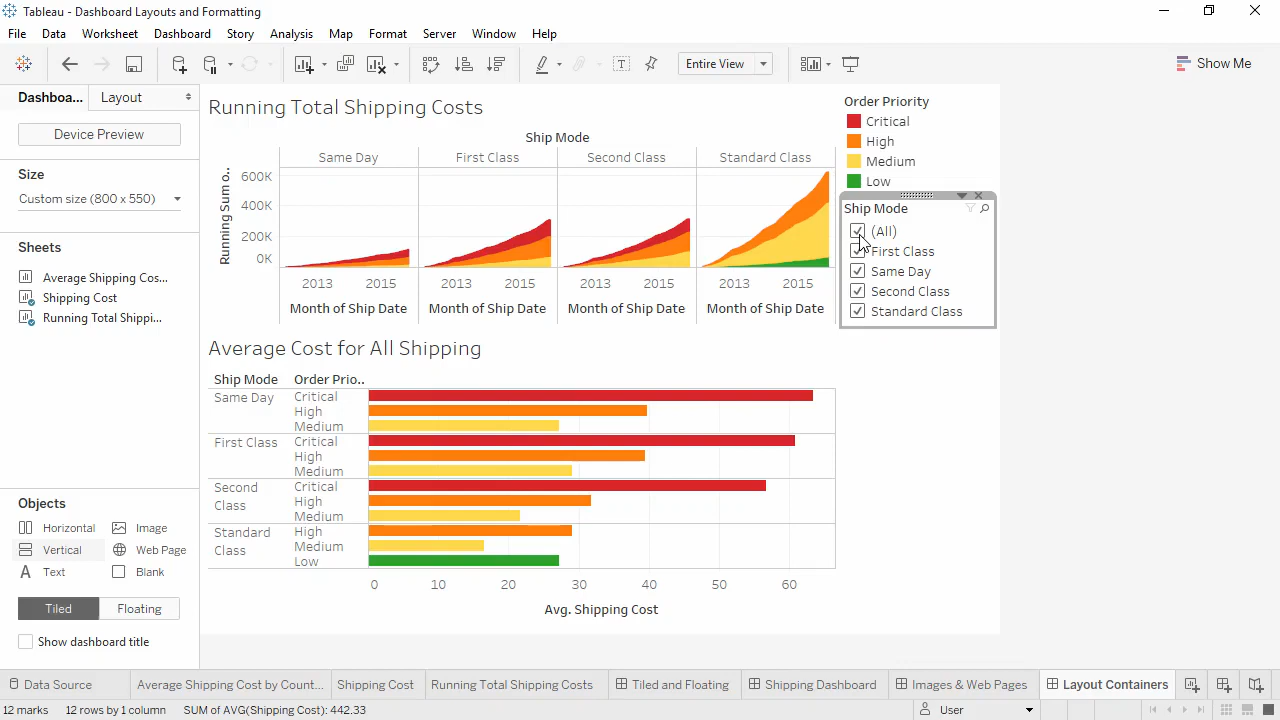 Tableau - Dashboard Layouts and Formatting
File Data Worksheet Dashboard Story Analysis Map Format Server Window Help
Entire View
Show Me
Dashboa... Layout
Device Preview
Size
Custom size (800 x 550)
Sheets
Average Shipping Cos...
Shipping Cost
Running Total Shippi...
Objects
Horizontal Image
Vertical Web Page
Text Blank
Tiled Floating
Show dashboard title
Running Total Shipping Costs
Ship Mode
Same Day First Class Second Class Standard Class
Running Sum o..
600K
400K
200K
0K
2013 2015 2013 2015 2013 2015 2013 2015
Month of Ship Date Month of Ship Date Month of Ship Date Month of Ship Date
Order Priority
Critical
High
Medium
Low
Ship Mode
(All)
First Class
Same Day
Second Class
Standard Class
Average Cost for All Shipping
Ship Mode Order Prio..
Same Day Critical
High
Medium
First Class Critical
High
Medium
Second Class Critical
High
Medium
Standard Class High
Medium
Low
0 10 20 30 40 50 60
Avg. Shipping Cost
Data Source Average Shipping Cost by Count... Shipping Cost Running Total Shipping Costs Tiled and Floating Shipping Dashboard Images & Web Pages Layout Containers
12 marks 12 rows by 1 column SUM of AVG(Shipping Cost): 442.33 User